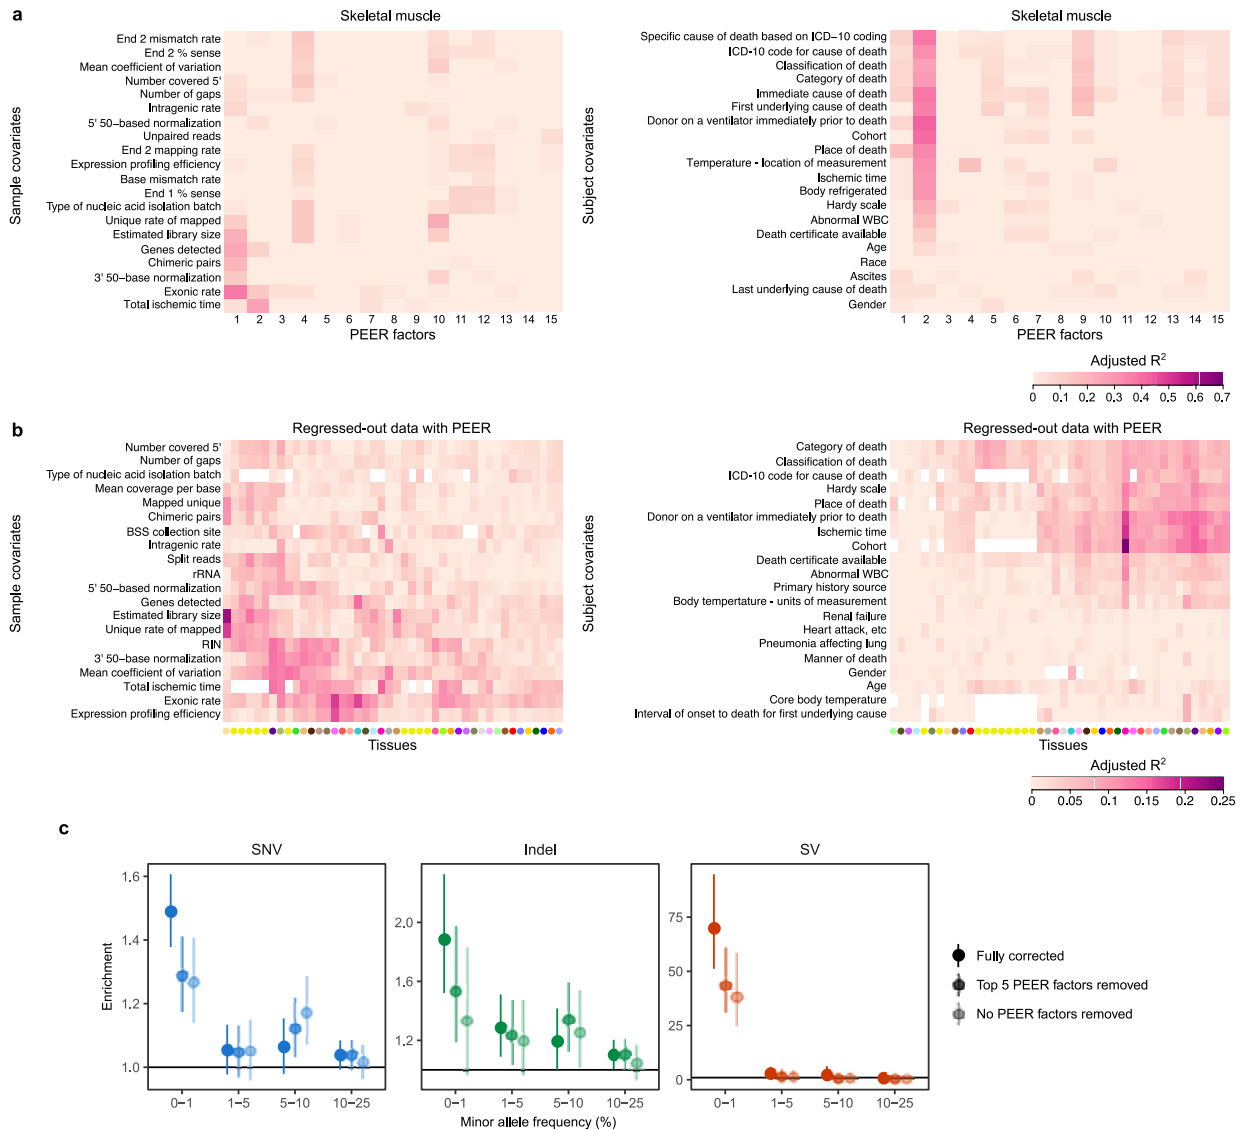 a
Skeletal muscle
Sample covariates
End 2 mismatch rate
End 2 % sense
Mean coefficient of variation
Number covered 5'
Number of gaps
Intragenic rate
5' 50-based normalization
Unpaired reads
End 2 mapping rate
Expression profiling efficiency
Base mismatch rate
End 1 % sense
Type of nucleic acid isolation batch
Unique rate of mapped
Estimated library size
Genes detected
Chimeric pairs
3' 50−base normalization
Exonic rate
Total ischemic time
1 2 3 4 5 6 7 8 9 10 11 12 13 14 15
PEER factors
Skeletal muscle
Subject covariates
Specific cause of death based on ICD−10 coding
ICD-10 code for cause of death
Classification of death
Category of death
Immediate cause of death
First underlying cause of death
Donor on a ventilator immediately prior to death
Cohort
Place of death
Temperature - location of measurement
Ischemic time
Body refrigerated
Hardy scale
Abnormal WBC
Death certificate available
Age
Race
Ascites
Last underlying cause of death
Gender
1 2 3 4 5 6 7 8 9 10 11 12 13 14 15
PEER factors
Adjusted R²
0 0.1 0.2 0.3 0.4 0.5 0.6 0.7
b
Regressed-out data with PEER
Sample covariates
Number covered 5'
Number of gaps
Type of nucleic acid isolation batch
Mean coverage per base
Mapped unique
Chimeric pairs
BSS collection site
Intragenic rate
Split reads
rRNA
5' 50-based normalization
Genes detected
Estimated library size
Unique rate of mapped
RIN
3' 50-base normalization
Mean coefficient of variation
Total ischemic time
Exonic rate
Expression profiling efficiency
Tissues
Regressed-out data with PEER
Subject covariates
Category of death
Classification of death
ICD-10 code for cause of death
Hardy scale
Place of death
Donor on a ventilator immediately prior to death
Ischemic time
Cohort
Death certificate available
Abnormal WBC
Primary history source
Body tempertature - units of measurement
Renal failure
Heart attack, etc
Pneumonia affecting lung
Manner of death
Gender
Age
Core body temperature
Interval of onset to death for first underlying cause
Tissues
Adjusted R²
0 0.05 0.1 0.15 0.2 0.25
c
SNV
Enrichment
1.6
1.4
1.2
1.0
0−1 1−5 5−10 10−25
Indel
2.0
1.6
1.2
0−1 1−5 5−10 10−25
Minor allele frequency (%)
SV
75
50
25
0
0−1 1−5 5−10 10−25
Fully corrected
Top 5 PEER factors removed
No PEER factors removed